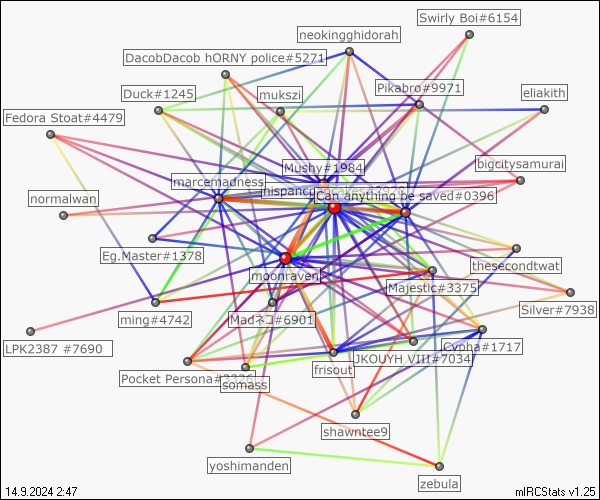 Swirly Boi#6154
neokingghidorah
DacobDacob hORNY police#5271
Pikabro#9971
eliakith
Duck#1245
mukszi
Fedora Stoat#4479
bigcitysamurai
Mushy#1984
marcemadness
Can anything be saved#0396
normalwan
Eg.Master#1378
thesecondtwat
moonraven
Majestic#3375
Silver#7938
ming#4742
Madネコ#6901
LPK2387 #7690
Cypha#1717
JKOUYH VIII#7034
frisout
Pocket Persona#3326
somass
shawntee9
yoshimanden
zebula
14.9.2024 2:47
mIRCStats v1.25